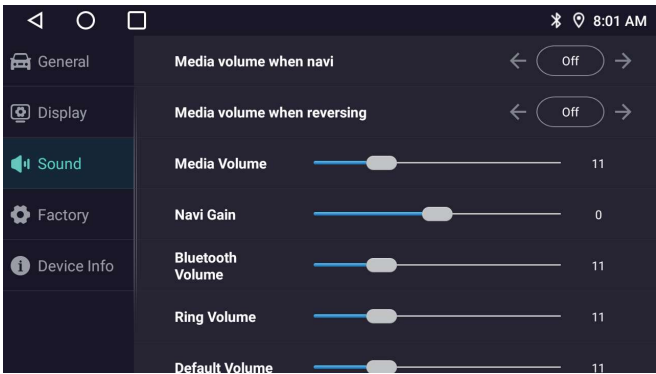 8:01 AM
General
Display
Sound
Factory
Device Info
Media volume when navi
Off
Media volume when reversing
Off
Media Volume
11
Navi Gain
0
Bluetooth
Volume
11
Ring Volume
11
Default Volume
11